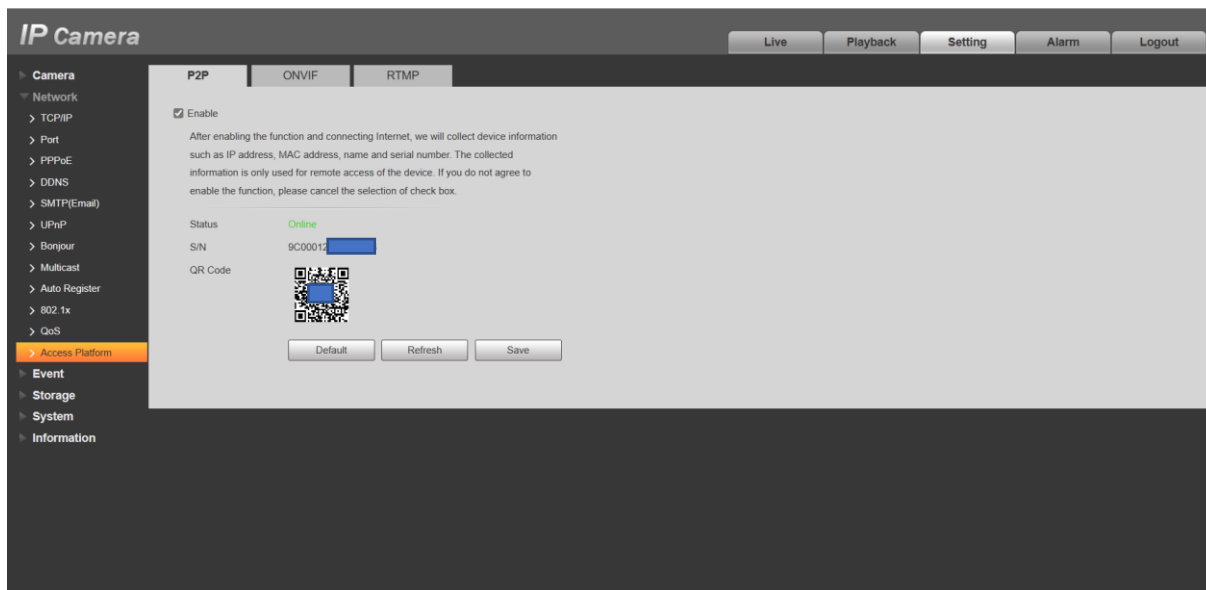 IP Camera
Live
Playback
Setting
Alarm
Logout
Camera
Network
TCP/IP
Port
PPPoE
DDNS
SMTP(Email)
UPnP
Bonjour
Multicast
Auto Register
802.1x
QoS
Access Platform
Event
Storage
System
Information
P2P
ONVIF
RTMP
Enable
After enabling the function and connecting Internet, we will collect device information
such as IP address, MAC address, name and serial number. The collected
information is only used for remote access of the device. If you do not agree to
enable the function, please cancel the selection of check box.
Status
Online
S/N
9C00012
QR Code
Default
Refresh
Save